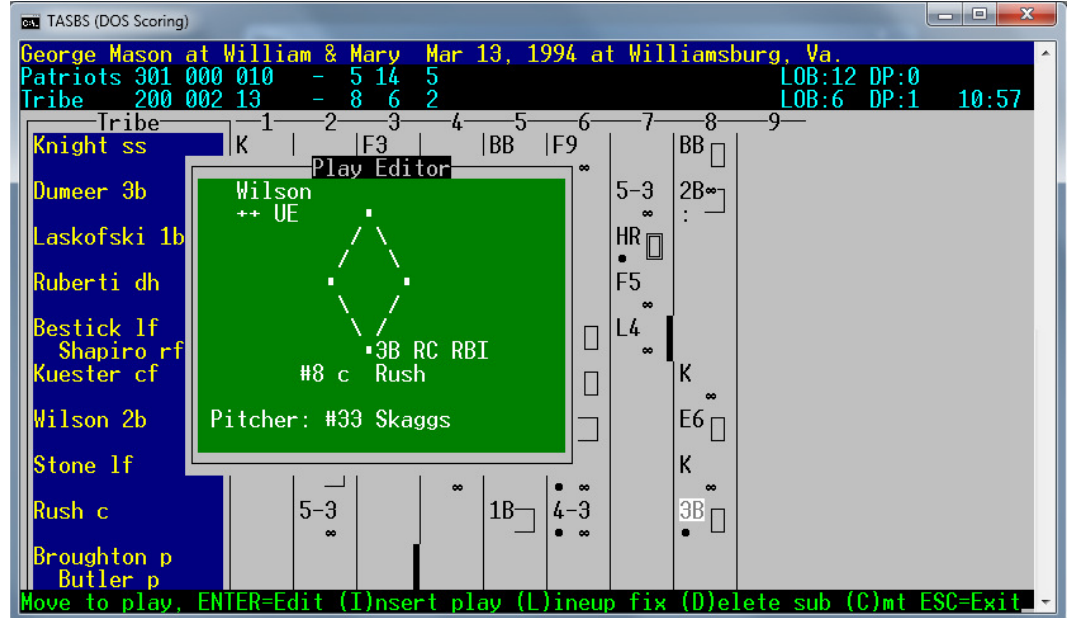 TASBS (DOS Scoring)
George Mason at William & Mary Mar 13, 1994 at Williamsburg, Va.
Patriots 301 000 010 - 5 14 5 LOB:12 DP:0
Tribe 200 002 13 - 8 6 2 LOB:6 DP:1 10:57
Tribe 1 2 3 4 5 6 7 8 9
Knight ss K F3 BB F9 BB
Play Editor
Dumeer 3b Wilson 5-3 2B
++ UE :
Laskofski 1b HR
Ruberti dh F5
Bestick lf L4
Shapiro rf 3B RC RBI
Kuester cf #8 c Rush K
Wilson 2b Pitcher: #33 Skaggs E6
Stone lf K
Rush c 5-3 1B 4-3 3B
Broughton p
Butler p
Move to play, ENTER=Edit (I)nsert play (L)ineup fix (D)elete sub (C)mt ESC=Exit